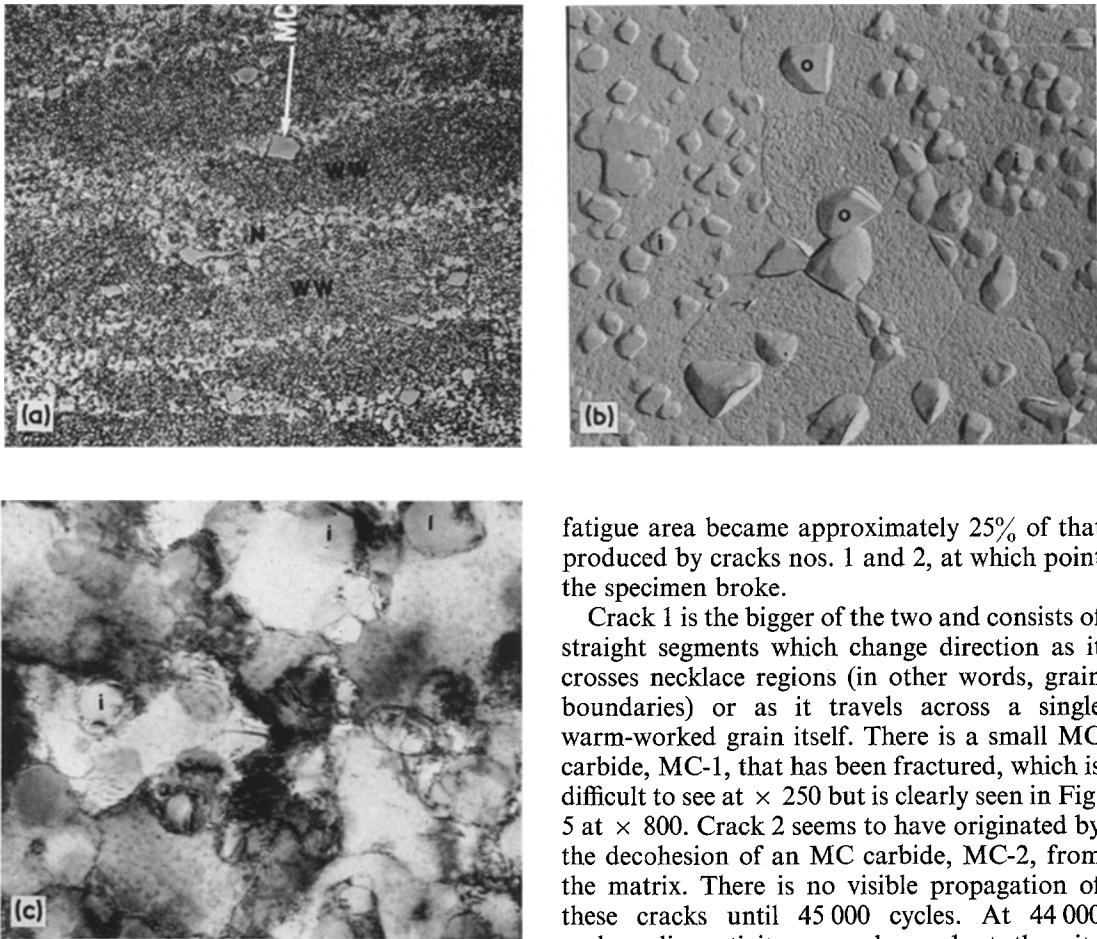 MC
WW
N
WW
(a)
o
i
o
i
(b)
i
l
i
(c)
fatigue area became approximately 25% of that
produced by cracks nos. 1 and 2, at which point
the specimen broke.
Crack 1 is the bigger of the two and consists of
straight segments which change direction as it
crosses necklace regions (in other words, grain
boundaries) or as it travels across a single
warm-worked grain itself. There is a small MC
carbide, MC-1, that has been fractured, which is
difficult to see at × 250 but is clearly seen in Fig.
5 at × 800. Crack 2 seems to have originated by
the decohesion of an MC carbide, MC-2, from
the matrix. There is no visible propagation of
these cracks until 45 000 cycles. At 44 000